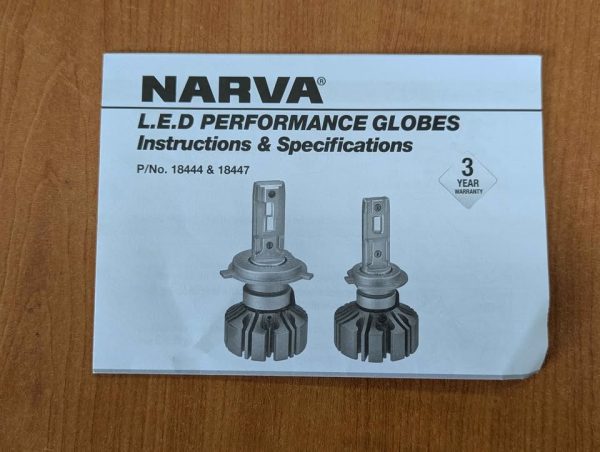 NARVA®
L.E.D PERFORMANCE GLOBES
Instructions & Specifications
P/No. 18444 & 18447
3
YEAR
WARRANTY